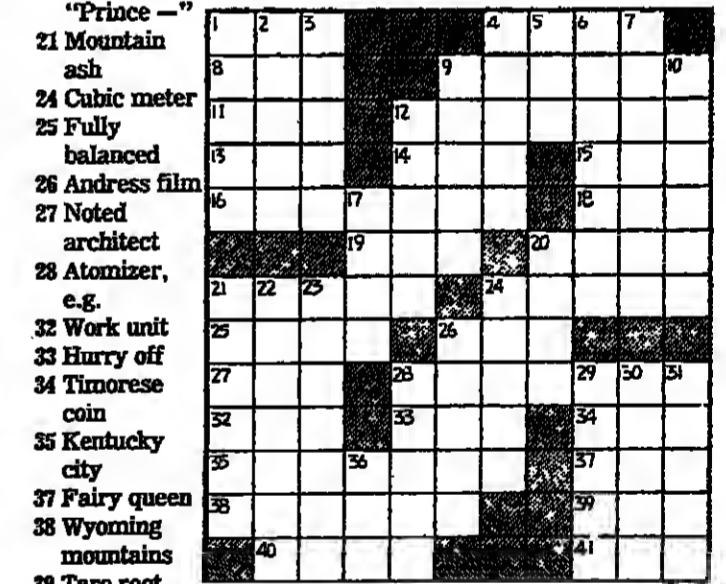 “Prince —”
21 Mountain
ash
24 Cubic meter
25 Fully
balanced
26 Andress film
27 Noted
architect
28 Atomizer,
e.g.
32 Work unit
33 Hurry off
34 Timorese
coin
35 Kentucky
city
37 Fairy queen
38 Wyoming
mountains
39 Taro root
1 2 3 4 5 6 7
8 9 10
11 12
13 14 15
16 17 18
19 20
21 22 23 24
25 26
27 28 29 30 31
32 33 34
35 36 37
38 39
40 41